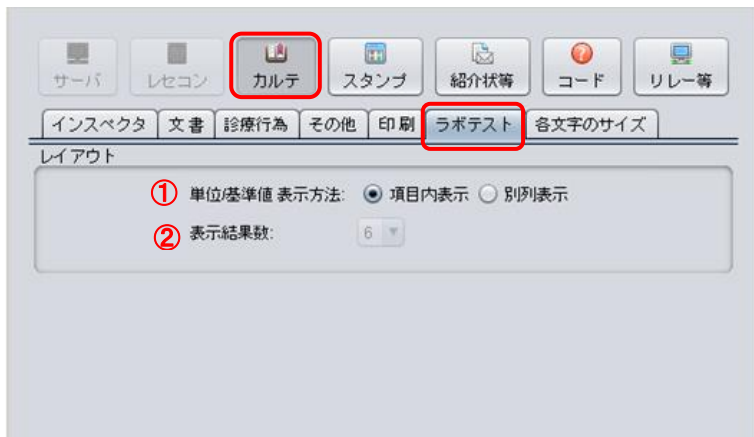 サーバ レセコン カルテ スタンプ 紹介状等 コード リレー等
インスペクタ 文書 診療行為 その他 印刷 ラボテスト 各文字のサイズ
レイアウト
① 単位/基準値 表示方法: 項目内表示 別列表示
② 表示結果数: 6